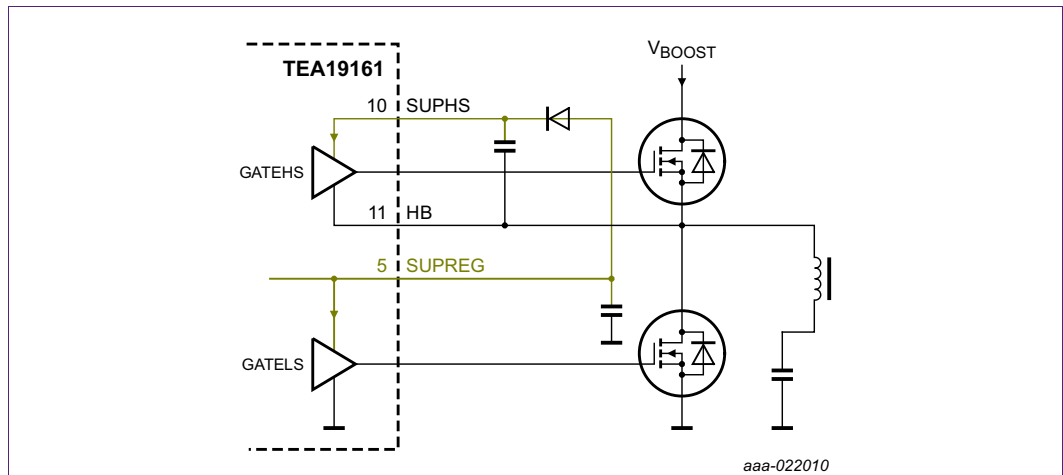 V_BOOST
TEA19161
10 SUPHS
GATEHS
11 HB
5 SUPREG
GATELS
aaa-022010